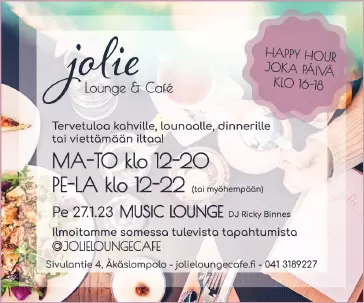 jolie
Lounge & Café
HAPPY HOUR
JOKA PÄIVÄ
KLO 16-18
Tervetuloa kahville, lounaalle, dinnerille
tai viettämään iltaa!
MA-TO klo 12-20
PE-LA klo 12-22 (tai myöhempään)
Pe 27.1.23 MUSIC LOUNGE DJ Ricky Binnes
Ilmoitamme somessa tulevista tapahtumista
@JOLIELOUNGECAFE
Sivulantie 4, Äkäslompolo - jolieloungecafe.fi - 041 3189227